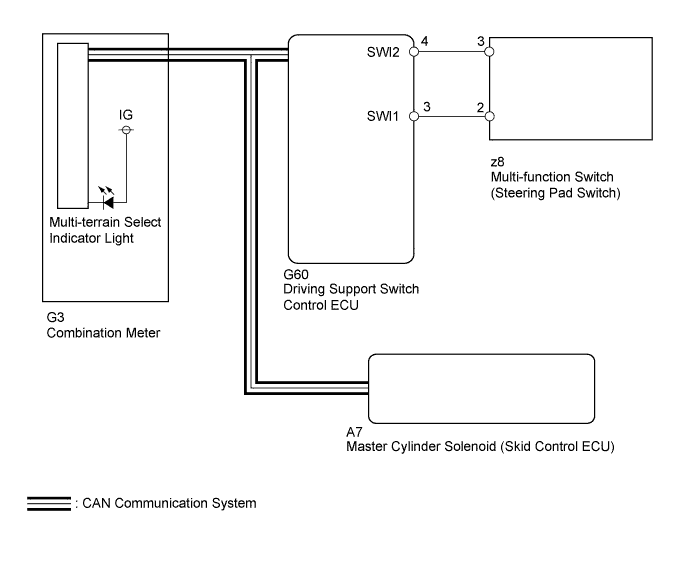 SWI2 4 3
IG
SWI1 3 2
z8
Multi-function Switch
(Steering Pad Switch)
Multi-terrain Select
Indicator Light
G60
Driving Support Switch
Control ECU
G3
Combination Meter
A7
Master Cylinder Solenoid (Skid Control ECU)
: CAN Communication System